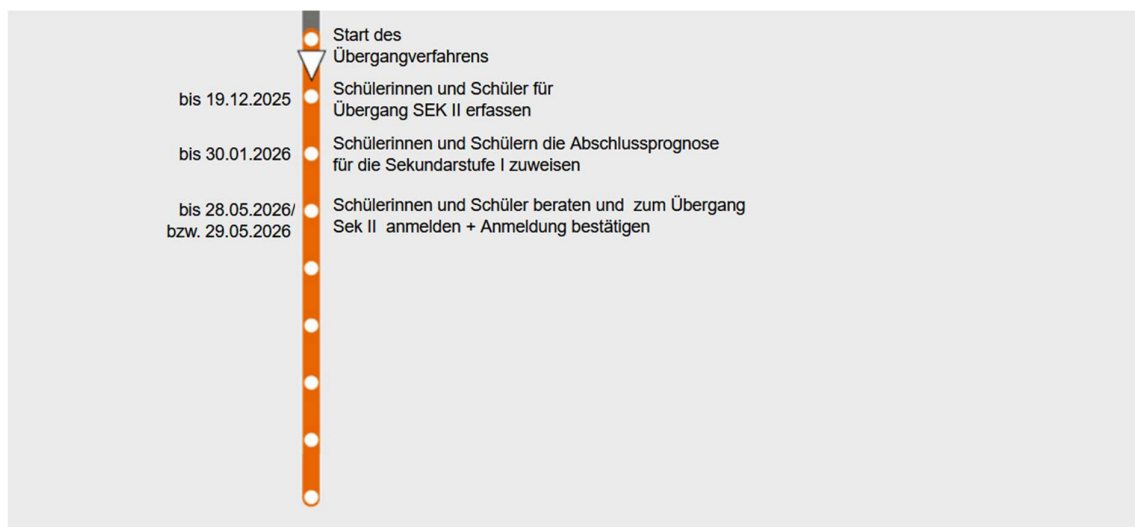 Start des
Übergangverfahrens
bis 19.12.2025
Schülerinnen und Schüler für
Übergang SEK II erfassen
bis 30.01.2026
Schülerinnen und Schülern die Abschlussprognose
für die Sekundarstufe I zuweisen
bis 28.05.2026/
bzw. 29.05.2026
Schülerinnen und Schüler beraten und zum Übergang
Sek II anmelden + Anmeldung bestätigen